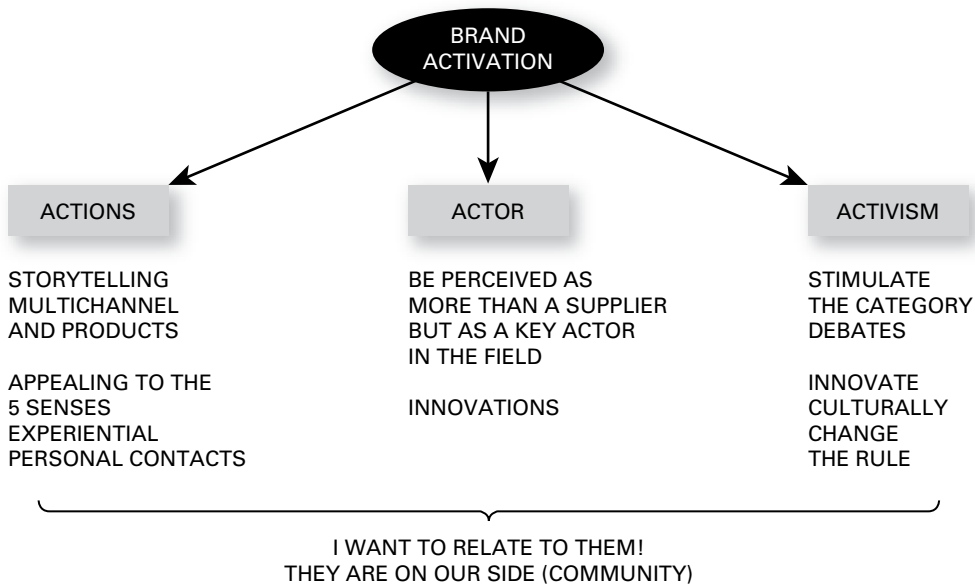 BRAND
ACTIVATION
ACTIONS
ACTOR
ACTIVISM
STORYTELLING
MULTICHANNEL
AND PRODUCTS
APPEALING TO THE
5 SENSES
EXPERIENTIAL
PERSONAL CONTACTS
BE PERCEIVED AS
MORE THAN A SUPPLIER
BUT AS A KEY ACTOR
IN THE FIELD
INNOVATIONS
STIMULATE
THE CATEGORY
DEBATES
INNOVATE
CULTURALLY
CHANGE
THE RULE
I WANT TO RELATE TO THEM!
THEY ARE ON OUR SIDE (COMMUNITY)